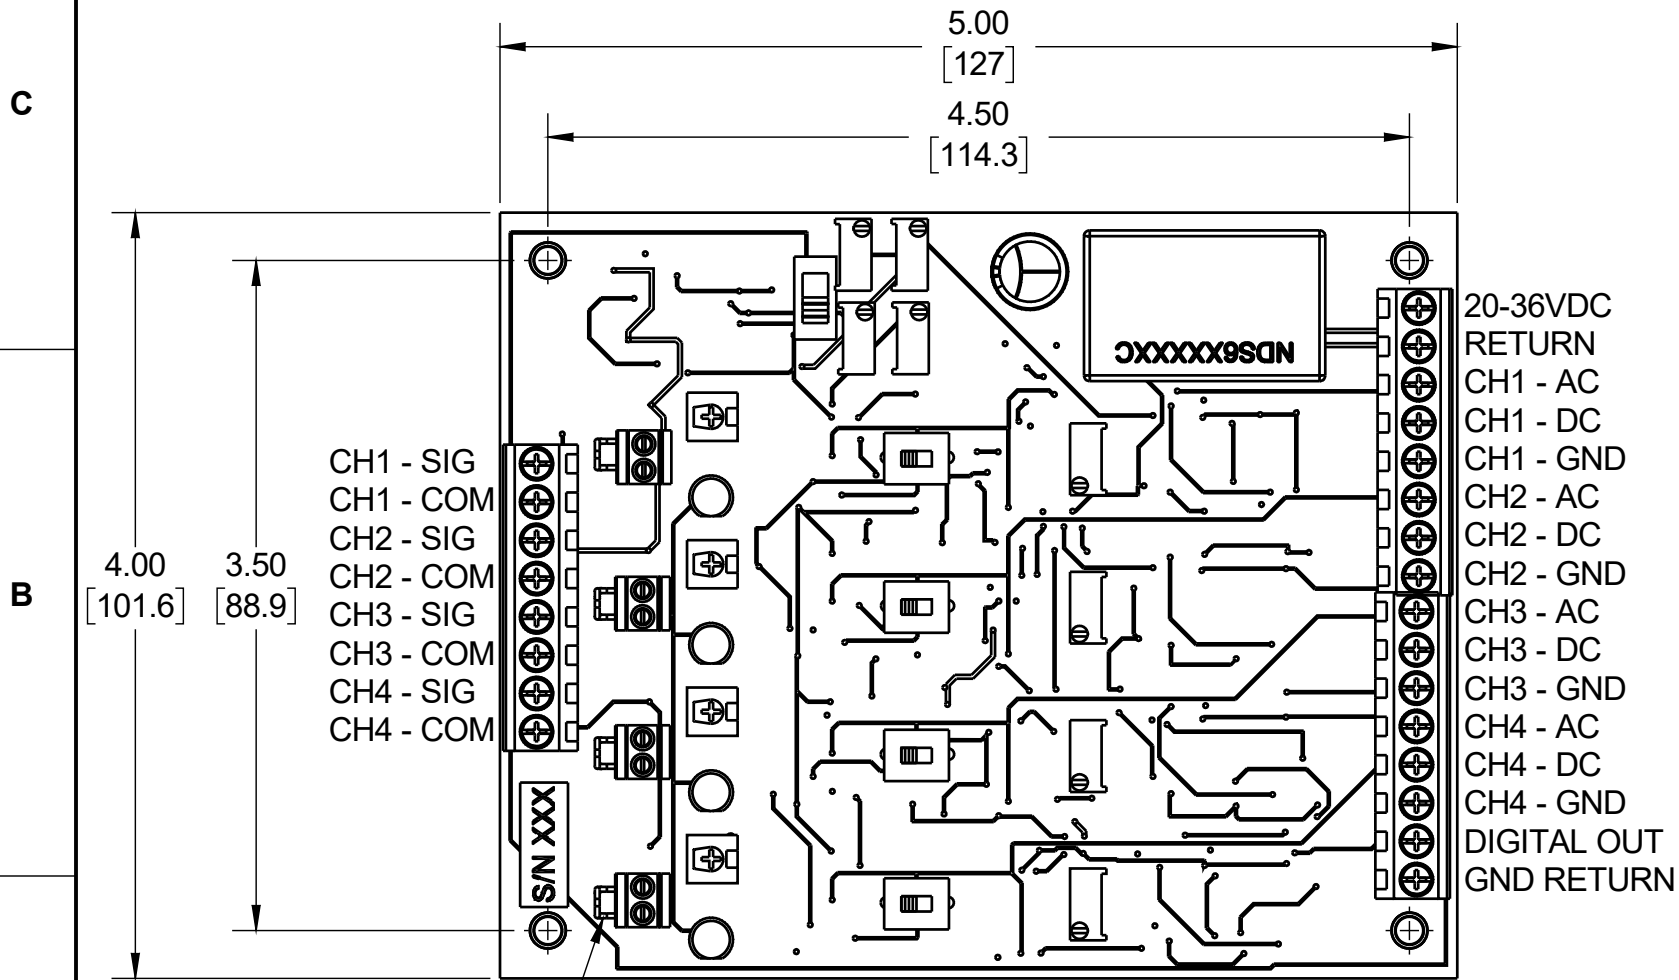 C
5.00
[127]
4.50
[114.3]
NDS6XXXXXC
20-36VDC
RETURN
CH1 - AC
CH1 - DC
CH1 - GND
CH2 - AC
CH2 - DC
CH2 - GND
CH3 - AC
CH3 - DC
CH3 - GND
CH4 - AC
CH4 - DC
CH4 - GND
DIGITAL OUT
GND RETURN
CH1 - SIG
CH1 - COM
CH2 - SIG
CH2 - COM
CH3 - SIG
CH3 - COM
CH4 - SIG
CH4 - COM
B
4.00
[101.6]
3.50
[88.9]
S/N XXX